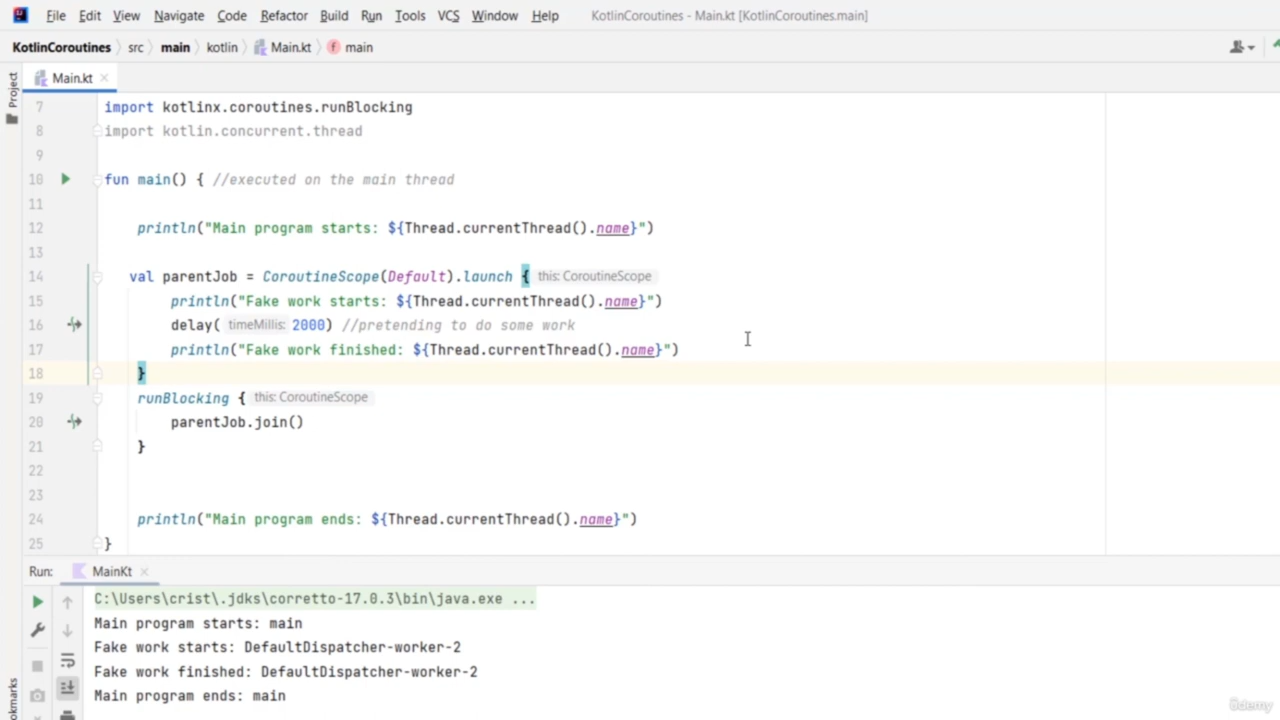 File Edit View Navigate Code Refactor Build Run Tools VCS Window Help KotlinCoroutines - Main.kt [KotlinCoroutines.main]
KotlinCoroutines src main kotlin Main.kt f main
Project
Main.kt
7 import kotlinx.coroutines.runBlocking
8 import kotlin.concurrent.thread
9
10 fun main() { //executed on the main thread
11
12 println("Main program starts: ${Thread.currentThread().name}")
13
14 val parentJob = CoroutineScope(Default).launch { this: CoroutineScope
15 println("Fake work starts: ${Thread.currentThread().name}")
16 delay( timeMillis: 2000) //pretending to do some work
17 println("Fake work finished: ${Thread.currentThread().name}")
18 }
19 runBlocking { this: CoroutineScope
20 parentJob.join()
21 }
22
23
24 println("Main program ends: ${Thread.currentThread().name}")
25 }
Run: MainKt
C:\Users\crist\.jdks\corretto-17.0.3\bin\java.exe ...
Main program starts: main
Fake work starts: DefaultDispatcher-worker-2
Fake work finished: DefaultDispatcher-worker-2
Main program ends: main
ûdemy